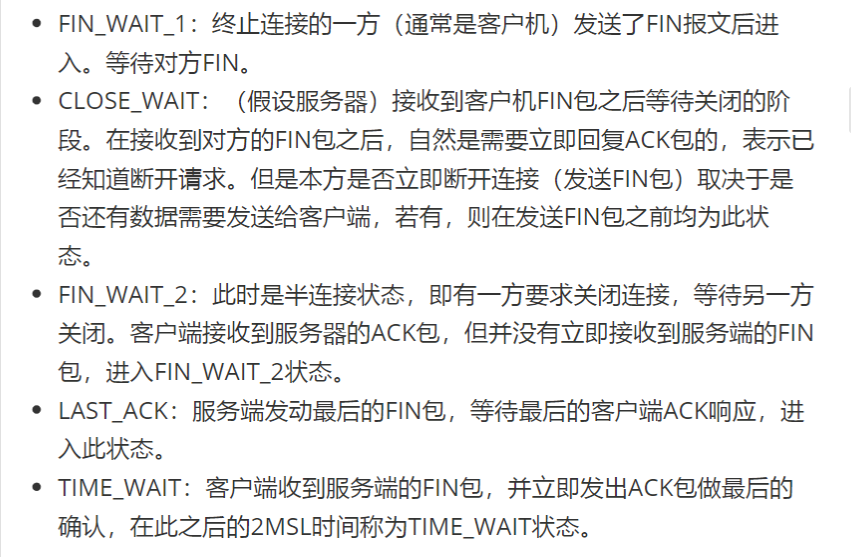 • FIN_WAIT_1：终止连接的一方（通常是客户机）发送了FIN报文后进
入。等待对方FIN。
• CLOSE_WAIT：（假设服务器）接收到客户机FIN包之后等待关闭的阶
段。在接收到对方的FIN包之后，自然是需要立即回复ACK包的，表示已
经知道断开请求。但是本方是否立即断开连接（发送FIN包）取决于是
否还有数据需要发送给客户端，若有，则在发送FIN包之前均为此状
态。
• FIN_WAIT_2：此时是半连接状态，即有一方要求关闭连接，等待另一方
关闭。客户端接收到服务器的ACK包，但并没有立即接收到服务端的FIN
包，进入FIN_WAIT_2状态。
• LAST_ACK：服务端发动最后的FIN包，等待最后的客户端ACK响应，进
入此状态。
• TIME_WAIT：客户端收到服务端的FIN包，并立即发出ACK包做最后的
确认，在此之后的2MSL时间称为TIME_WAIT状态。